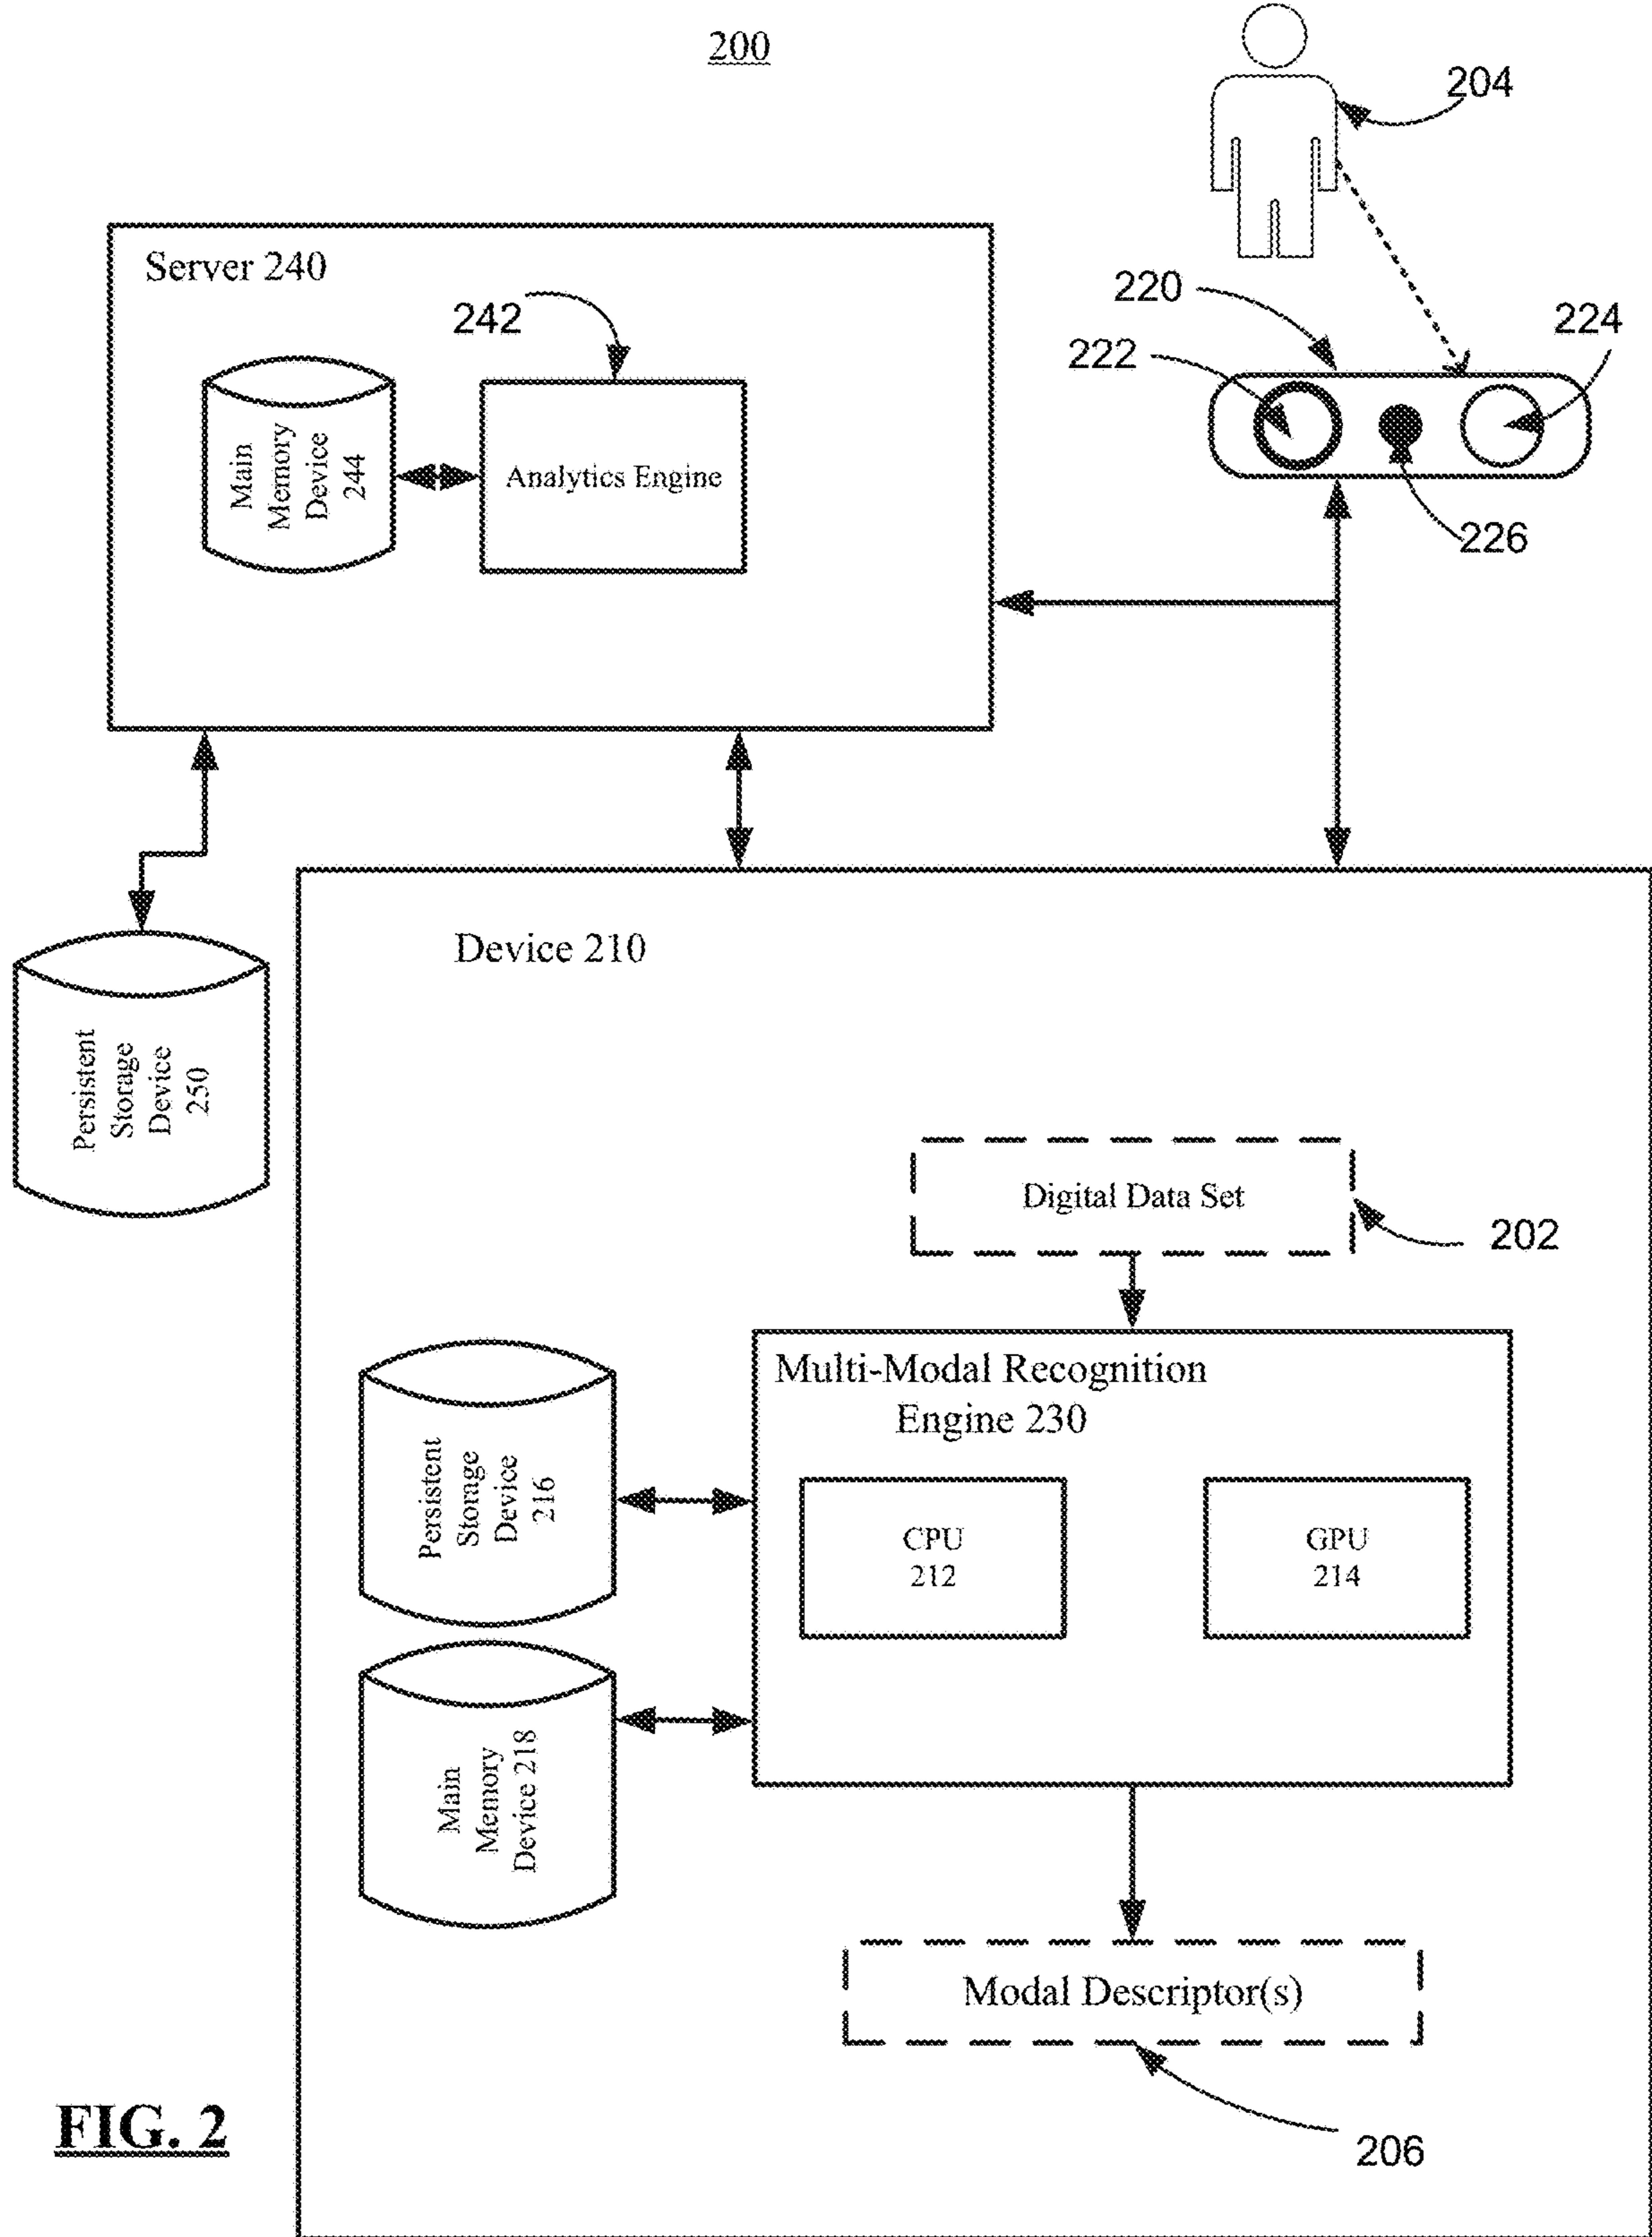 200
204
Server 240
242
220
222
224
226
Main
Memory
Device
244
Analytics Engine
Device 210
Persistent
Storage
Device
250
Digital Data Set
202
Multi-Modal Recognition
Engine 230
Persistent
Storage
Device
216
CPU
212
GPU
214
Main
Memory
Device 218
Modal Descriptor(s)
206
FIG. 2